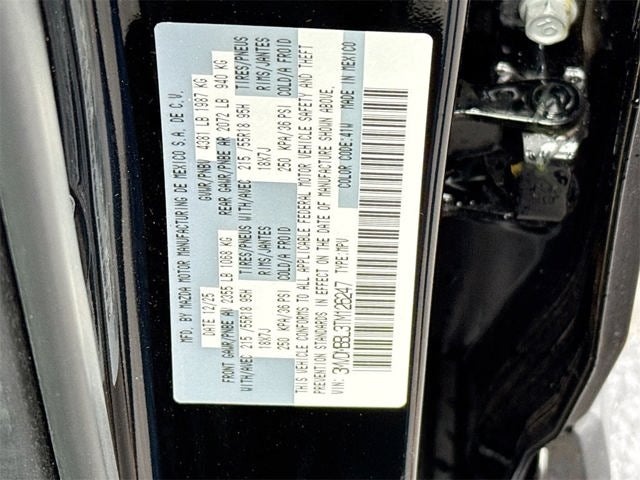 MFD. BY MAZDA MOTOR MANUFACTURING DE MEXICO S.A. DE C.V.
DATE 12/25 GVWR/PNBV 4381 LB 1987 KG
FRONT GAWR/PNBE AV 2355 LB 1068 KG REAR GAWR/PNBE AR 2072 LB 940 KG
WITH/AVEC 215/55R18 95H TIRES/PNEUS WITH/AVEC 215/55R18 95H TIRES/PNEUS
18X7J RIMS/JANTES 18X7J RIMS/JANTES
250 KPA/36 PSI COLD/A FROID 250 KPA/36 PSI COLD/A FROID
THIS VEHICLE CONFORMS TO ALL APPLICABLE FEDERAL MOTOR VEHICLE SAFETY AND THEFT
PREVENTION STANDARDS IN EFFECT ON THE DATE OF MANUFACTURE SHOWN ABOVE.
VIN: TYPE:MPV COLOR CODE:41W MADE IN MEXICO